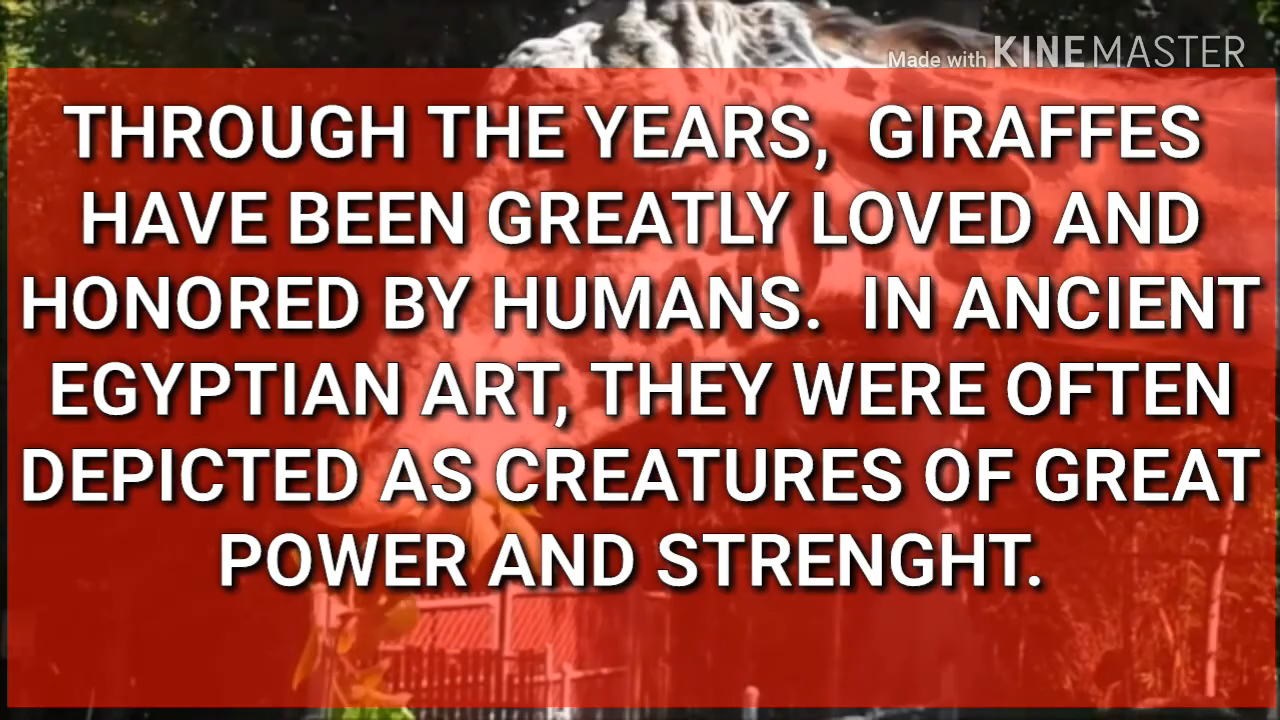 Made with KINEMASTER
THROUGH THE YEARS, GIRAFFES
HAVE BEEN GREATLY LOVED AND
HONORED BY HUMANS. IN ANCIENT
EGYPTIAN ART, THEY WERE OFTEN
DEPICTED AS CREATURES OF GREAT
POWER AND STRENGHT.